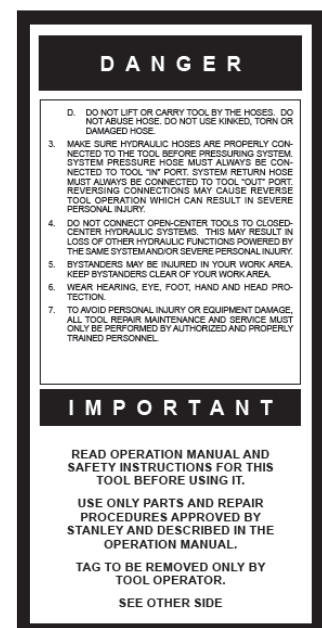 DANGER
D. DO NOT LIFT OR CARRY TOOL BY THE HOSES. DO
NOT ABUSE HOSE. DO NOT USE KINKED, TORN OR
DAMAGED HOSE.
3. MAKE SURE HYDRAULIC HOSES ARE PROPERLY CON-
NECTED TO THE TOOL BEFORE PRESSURING SYSTEM.
SYSTEM PRESSURE HOSE MUST ALWAYS BE CON-
NECTED TO TOOL "IN" PORT. SYSTEM RETURN HOSE
MUST ALWAYS BE CONNECTED TO TOOL "OUT" PORT.
REVERSING CONNECTIONS MAY CAUSE REVERSE
TOOL OPERATION WHICH CAN RESULT IN SEVERE
PERSONAL INJURY.
4. DO NOT CONNECT OPEN-CENTER TOOLS TO CLOSED-
CENTER HYDRAULIC SYSTEMS. THIS MAY RESULT IN
LOSS OF OTHER HYDRAULIC FUNCTIONS POWERED BY
THE SAME SYSTEM AND/OR SEVERE PERSONAL INJURY.
5. BYSTANDERS MAY BE INJURED IN YOUR WORK AREA.
KEEP BYSTANDERS CLEAR OF YOUR WORK AREA.
6. WEAR HEARING, EYE, FOOT, HAND AND HEAD PRO-
TECTION.
7. TO AVOID PERSONAL INJURY OR EQUIPMENT DAMAGE,
ALL TOOL REPAIR MAINTENANCE AND SERVICE MUST
ONLY BE PERFORMED BY AUTHORIZED AND PROPERLY
TRAINED PERSONNEL.
IMPORTANT
READ OPERATION MANUAL AND
SAFETY INSTRUCTIONS FOR THIS
TOOL BEFORE USING IT.
USE ONLY PARTS AND REPAIR
PROCEDURES APPROVED BY
STANLEY AND DESCRIBED IN THE
OPERATION MANUAL.
TAG TO BE REMOVED ONLY BY
TOOL OPERATOR.
SEE OTHER SIDE